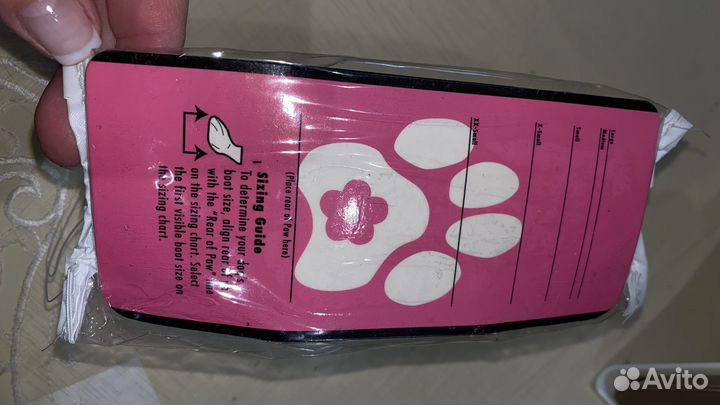 Sizing Guide
To determine your dog's
boot size, align rear of
with the "Rear of Paw" line
on the sizing chart. Select
the first visible boot size on
the sizing chart.
(Place rear of Paw here)
XX-Small
X-Small
Small
Medium
Large
Avito